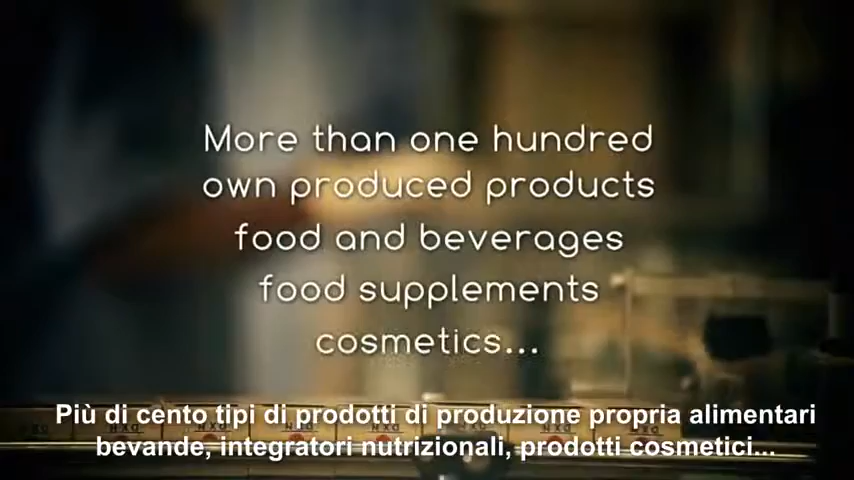 More than one hundred
own produced products
food and beverages
food supplements
cosmetics...
Più di cento tipi di prodotti di produzione propria alimentari
bevande, integratori nutrizionali, prodotti cosmetici...